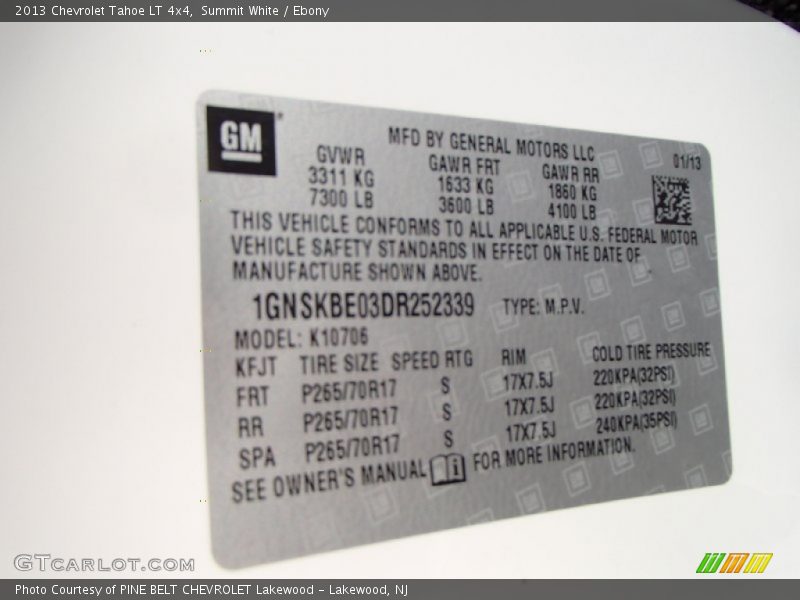 2013 Chevrolet Tahoe LT 4x4, Summit White / Ebony
GM
MFD BY GENERAL MOTORS LLC
01/13
GVWR GAWR FRT GAWR RR
3311 KG 1633 KG 1860 KG
7300 LB 3600 LB 4100 LB
THIS VEHICLE CONFORMS TO ALL APPLICABLE U.S. FEDERAL MOTOR
VEHICLE SAFETY STANDARDS IN EFFECT ON THE DATE OF
MANUFACTURE SHOWN ABOVE.
1GNSKBE03DR252339 TYPE: M.P.V.
MODEL: K10706
KFJT TIRE SIZE SPEED RTG RIM COLD TIRE PRESSURE
FRT P265/70R17 S 17X7.5J 220KPA(32PSI)
RR P265/70R17 S 17X7.5J 220KPA(32PSI)
SPA P265/70R17 S 17X7.5J 240KPA(35PSI)
SEE OWNER'S MANUAL i FOR MORE INFORMATION.
GTCARLOT.COM
Photo Courtesy of PINE BELT CHEVROLET Lakewood - Lakewood, NJ